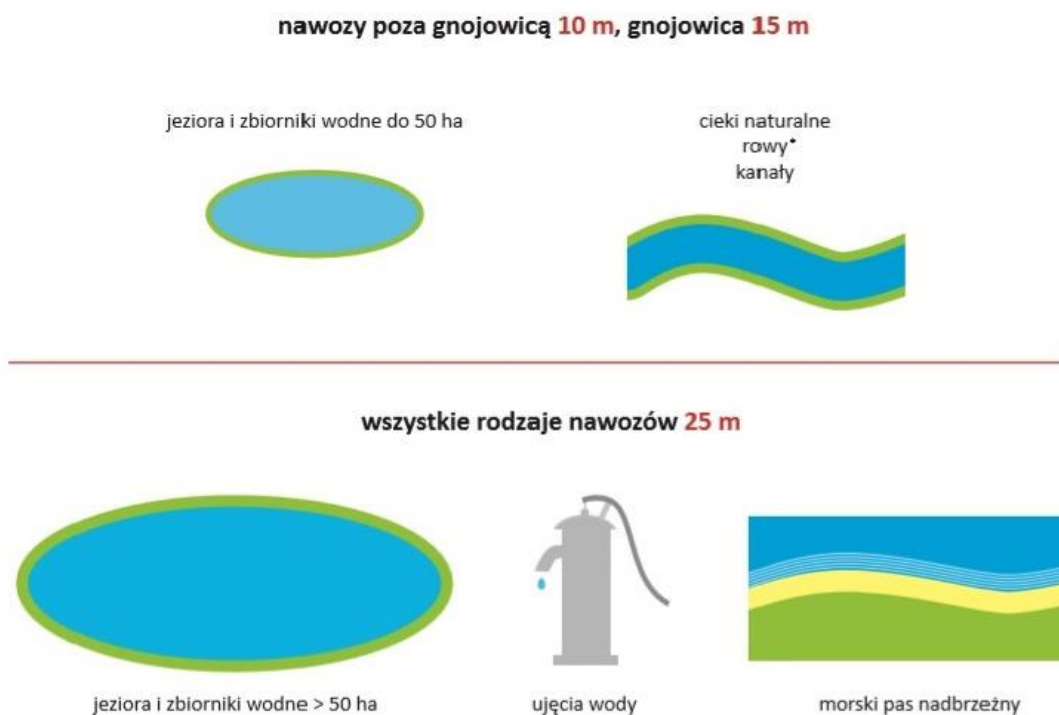 nawozy poza gnojowicą 10 m, gnojowica 15 m
jeziora i zbiorniki wodne do 50 ha
cieki naturalne
rowy*
kanały
wszystkie rodzaje nawozów 25 m
jeziora i zbiorniki wodne > 50 ha
ujęcia wody
morski pas nadbrzeżny